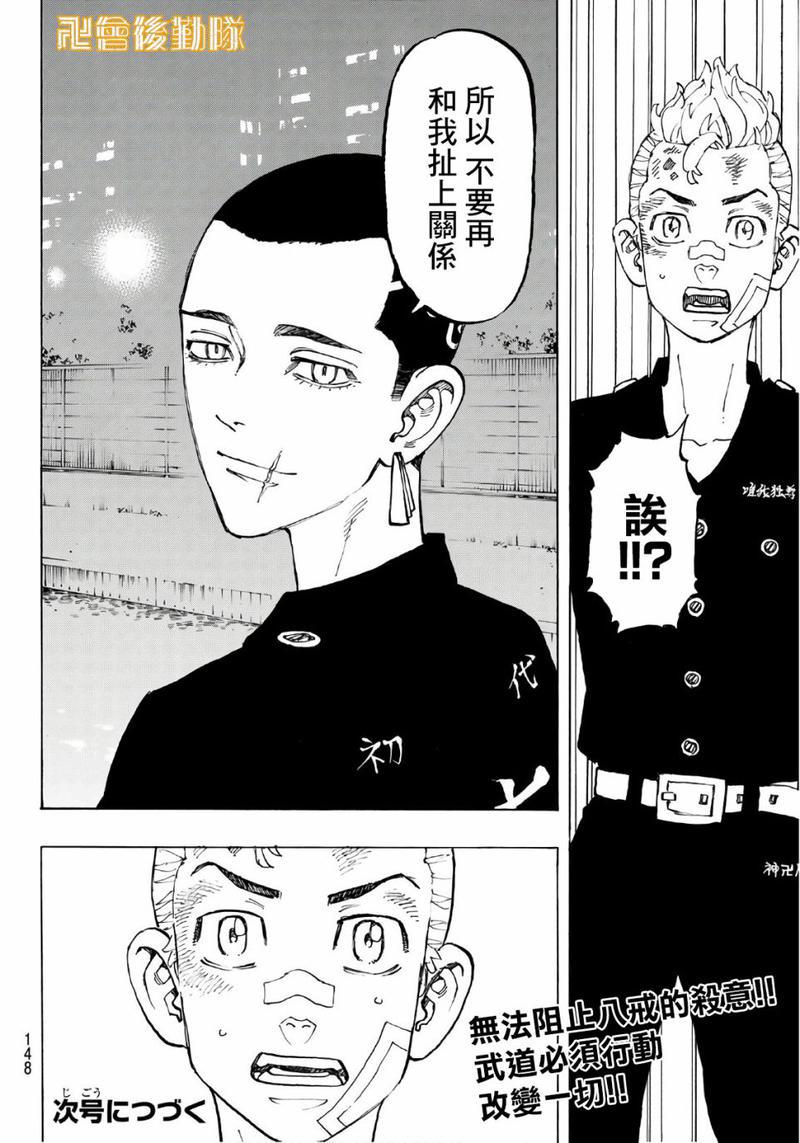 卍會後勤隊
所以 不要再
和我扯上關係
誒
!!?
唯我独尊
初
代
神卍
無法阻止八戒的殺意!!
武道必須行動
改變一切!!
じごう
次号につづく
148